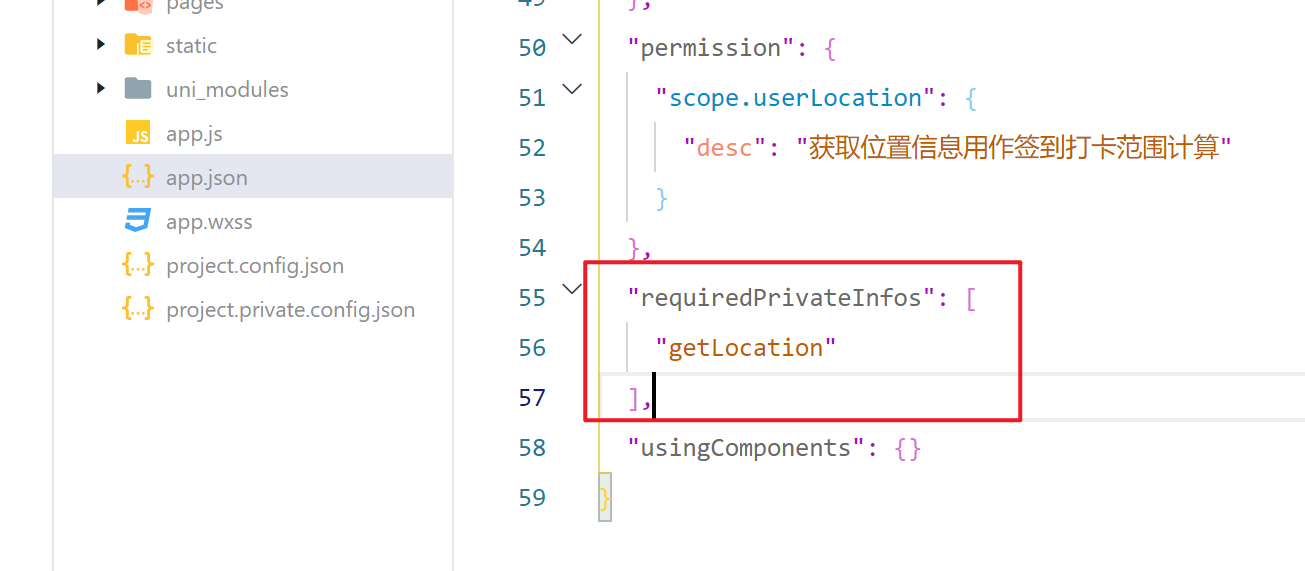 pages
static
uni_modules
app.js
app.json
app.wxss
project.config.json
project.private.config.json
49 },
50 "permission": {
51 "scope.userLocation": {
52 "desc": "获取位置信息用作签到打卡范围计算"
53 }
54 },
55 "requiredPrivateInfos": [
56 "getLocation"
57 ],
58 "usingComponents": {}
59 }